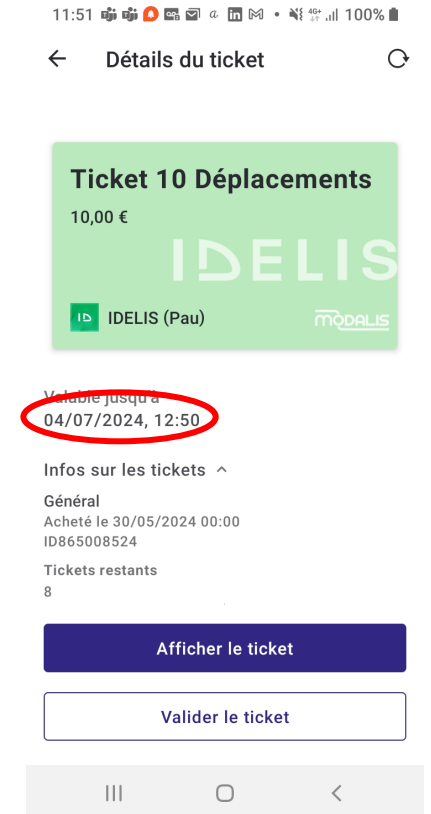 11:51 4G+ 100%
Détails du ticket
Ticket 10 Déplacements
10,00 €
IDELIS
ID IDELIS (Pau) MODALIS
Valable jusqu'à
04/07/2024, 12:50
Infos sur les tickets
Général
Acheté le 30/05/2024 00:00
ID865008524
Tickets restants
8
Afficher le ticket
Valider le ticket